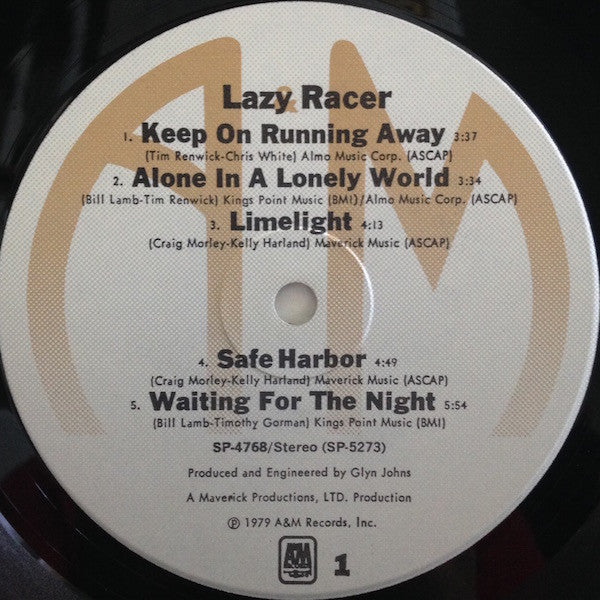 Lazy Racer
1. Keep On Running Away 3:37
(Tim Renwick-Chris White) Almo Music Corp. (ASCAP)
2. Alone In A Lonely World 3:34
(Bill Lamb-Tim Renwick) Kings Point Music (BMI)/Almo Music Corp. (ASCAP)
3. Limelight 4:13
(Craig Morley-Kelly Harland) Maverick Music (ASCAP)
4. Safe Harbor 4:49
(Craig Morley-Kelly Harland) Maverick Music (ASCAP)
5. Waiting For The Night 5:54
(Bill Lamb-Timothy Gorman) Kings Point Music (BMI)
SP-4768/Stereo (SP-5273)
Produced and Engineered by Glyn Johns
A Maverick Productions, LTD. Production
℗ 1979 A&M Records, Inc.
A&M
1